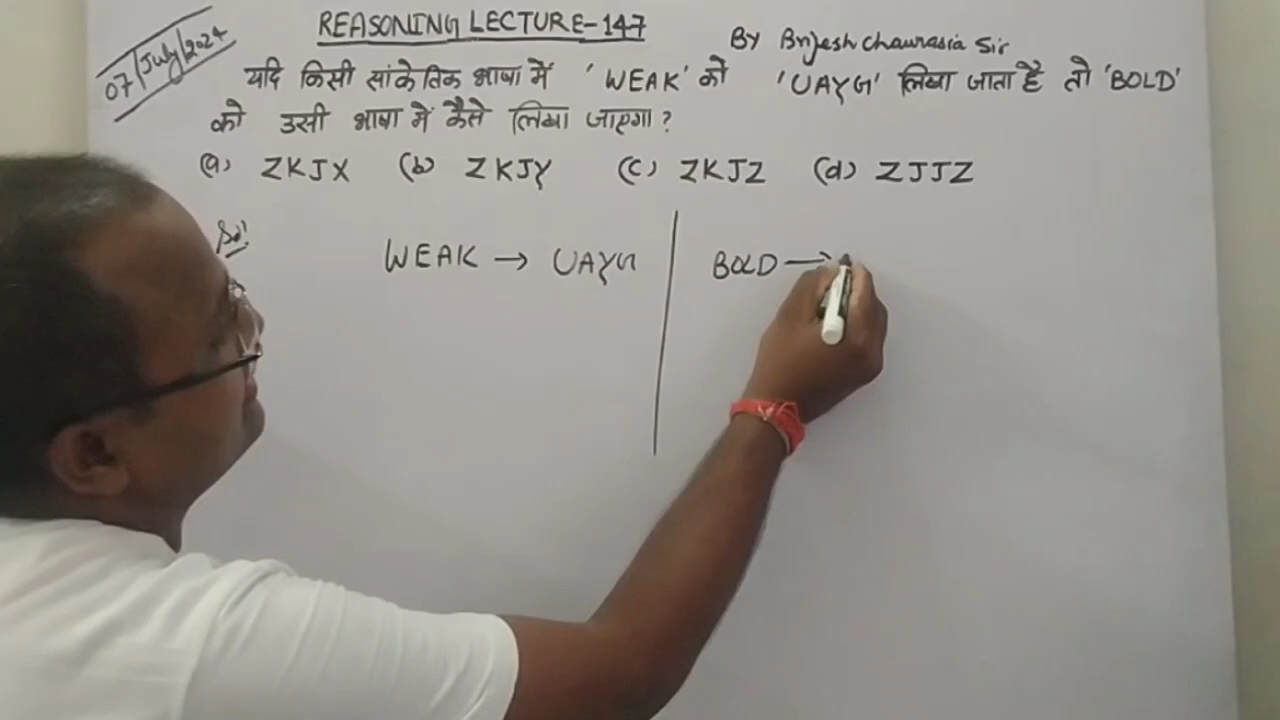 REASONING LECTURE-147
07/July/2024
BY Brijesh Chaurasia Sir
यदि किसी सांकेतिक भाषा में 'WEAK' को 'UAYG' लिखा जाता है तो 'BOLD'
को उसी भाषा में कैसे लिखा जाएगा?
(a) ZKJX (b) ZKJY (c) ZKJZ (d) ZJJZ
Sol:
WEAK → UAYG
BOLD →